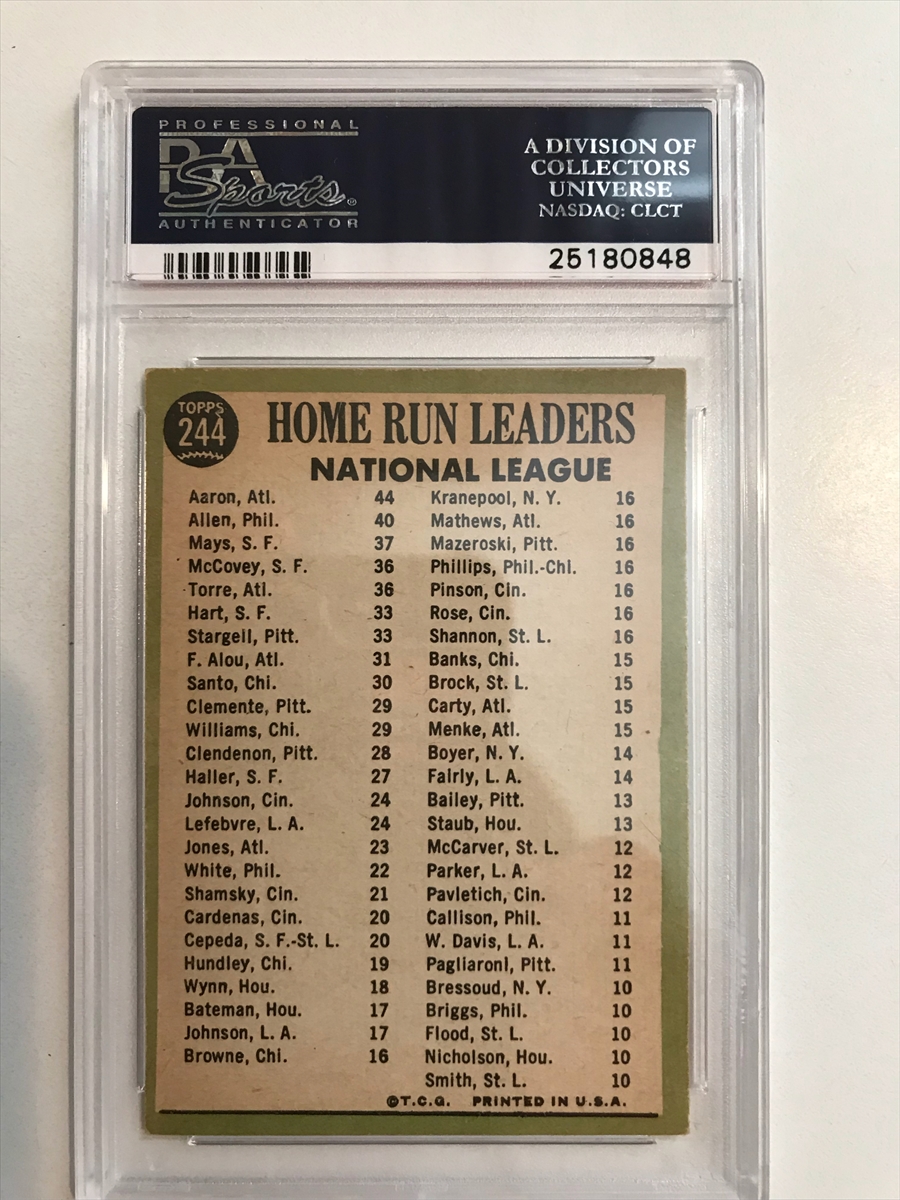 PROFESSIONAL
PSA
Sports®
AUTHENTICATOR
A DIVISION OF
COLLECTORS
UNIVERSE
NASDAQ: CLCT
25180848
TOPPS
244
HOME RUN LEADERS
NATIONAL LEAGUE
Aaron, Atl. 44
Allen, Phil. 40
Mays, S. F. 37
McCovey, S. F. 36
Torre, Atl. 36
Hart, S. F. 33
Stargell, Pitt. 33
F. Alou, Atl. 31
Santo, Chi. 30
Clemente, Pitt. 29
Williams, Chi. 29
Clendenon, Pitt. 28
Haller, S. F. 27
Johnson, Cin. 24
Lefebvre, L. A. 24
Jones, Atl. 23
White, Phil. 22
Shamsky, Cin. 21
Cardenas, Cin. 20
Cepeda, S. F.-St. L. 20
Hundley, Chi. 19
Wynn, Hou. 18
Bateman, Hou. 17
Johnson, L. A. 17
Browne, Chi. 16
Kranepool, N. Y. 16
Mathews, Atl. 16
Mazeroski, Pitt. 16
Phillips, Phil.-Chi. 16
Pinson, Cin. 16
Rose, Cin. 16
Shannon, St. L. 16
Banks, Chi. 15
Brock, St. L. 15
Carty, Atl. 15
Menke, Atl. 15
Boyer, N. Y. 14
Fairly, L. A. 14
Bailey, Pitt. 13
Staub, Hou. 13
McCarver, St. L. 12
Parker, L. A. 12
Pavletich, Cin. 12
Callison, Phil. 11
W. Davis, L. A. 11
Pagliaroni, Pitt. 11
Bressoud, N. Y. 10
Briggs, Phil. 10
Flood, St. L. 10
Nicholson, Hou. 10
Smith, St. L. 10
©T.C.G. PRINTED IN U.S.A.